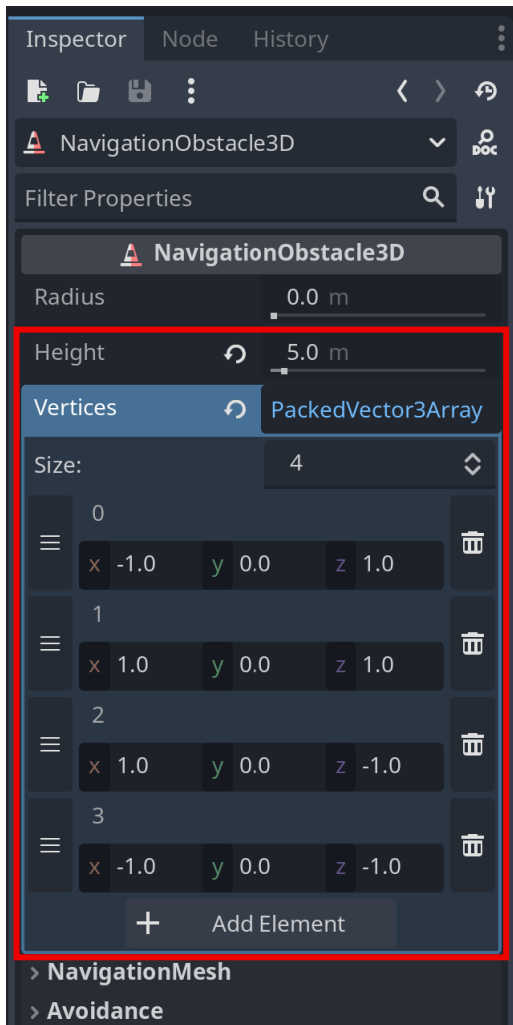 Inspector Node History
NavigationObstacle3D
DOC
Filter Properties
NavigationObstacle3D
Radius 0.0 m
Height 5.0 m
Vertices PackedVector3Array
Size: 4
0
x -1.0 y 0.0 z 1.0
1
x 1.0 y 0.0 z 1.0
2
x 1.0 y 0.0 z -1.0
3
x -1.0 y 0.0 z -1.0
+ Add Element
NavigationMesh
Avoidance